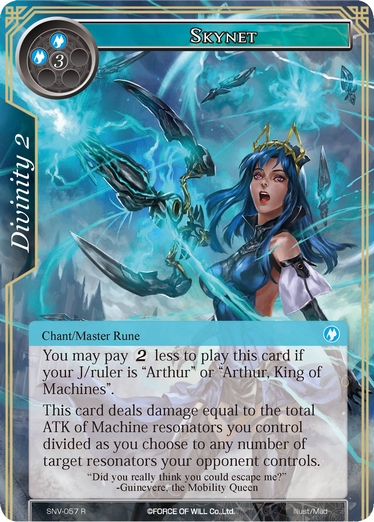 Skynet
3
Divinity 2
Chant/Master Rune
You may pay 2 less to play this card if
your J/ruler is “Arthur” or “Arthur, King of
Machines”.
This card deals damage equal to the total
ATK of Machine resonators you control
divided as you choose to any number of
target resonators your opponent controls.
“Did you really think you could escape me?”
-Guinevere, the Mobility Queen
SNV-057 R ©FORCE OF WILL Co.,Ltd. Illust/Mad